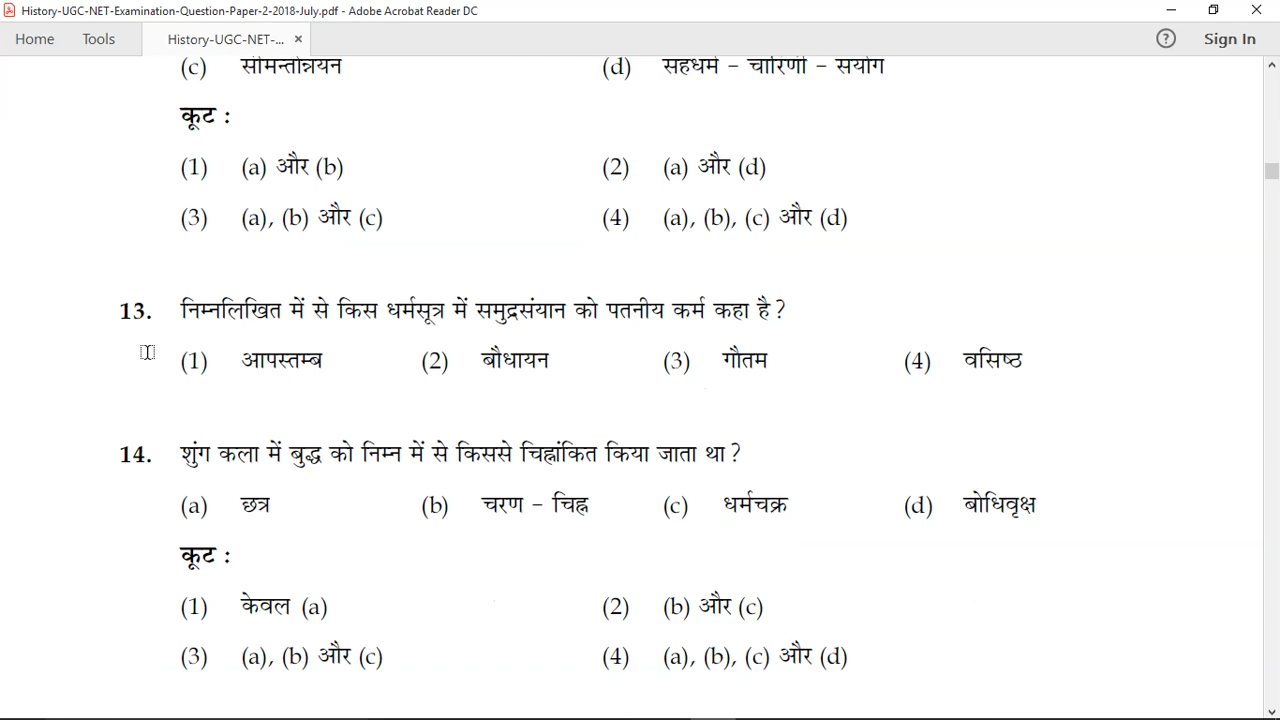 History-UGC-NET-Examination-Question-Paper-2-2018-July.pdf - Adobe Acrobat Reader DC
Home Tools History-UGC-NET-... × ? Sign In
(c) सीमन्तोन्नयन (d) सहधर्म - चारिणी - संयोग
कूट :
(1) (a) और (b) (2) (a) और (d)
(3) (a), (b) और (c) (4) (a), (b), (c) और (d)
13. निम्नलिखित में से किस धर्मसूत्र में समुद्रसंयान को पतनीय कर्म कहा है ?
(1) आपस्तम्ब (2) बौधायन (3) गौतम (4) वसिष्ठ
14. शुंग कला में बुद्ध को निम्न में से किससे चिह्नांकित किया जाता था ?
(a) छत्र (b) चरण - चिह्न (c) धर्मचक्र (d) बोधिवृक्ष
कूट :
(1) केवल (a) (2) (b) और (c)
(3) (a), (b) और (c) (4) (a), (b), (c) और (d)